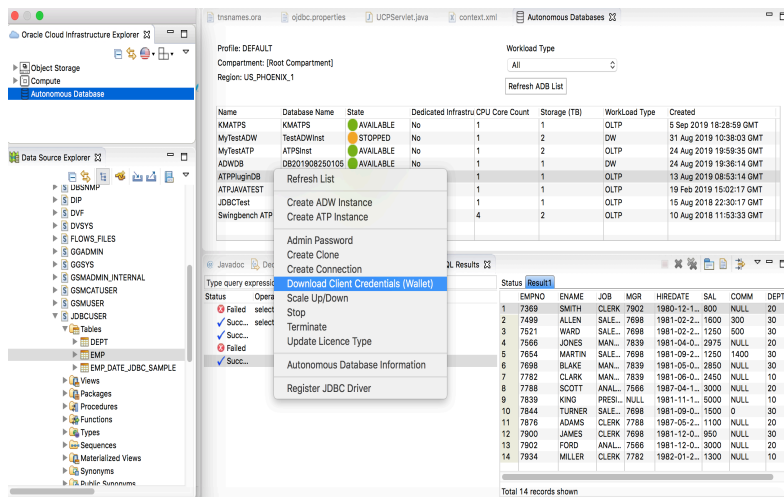 Oracle Cloud Infrastructure Explorer
Object Storage
Compute
Autonomous Database
Data Source Explorer
DBSNMP
DIP
DVF
DVSYS
FLOWS_FILES
GGADMIN
GGSYS
GSMADMIN_INTERNAL
GSMCATUSER
GSMUSER
JDBCUSER
Tables
DEPT
EMP
EMP_DATE_JDBC_SAMPLE
Views
Packages
Procedures
Functions
Types
Sequences
Materialized Views
Synonyms
Public Synonyms
tnsnames.ora ojdbc.properties UCPServlet.java context.xml Autonomous Databases
Profile: DEFAULT
Compartment: [Root Compartment]
Region: US_PHOENIX_1
Workload Type
All
Refresh ADB List
Name Database Name State Dedicated Infrastru CPU Core Count Storage (TB) WorkLoad Type Created
KMATPS KMATPS AVAILABLE No 1 1 OLTP 5 Sep 2019 18:28:59 GMT
MyTestADW TestADWInst STOPPED No 1 2 DW 31 Aug 2019 10:38:03 GMT
MyTestATP ATPSInst AVAILABLE No 1 2 OLTP 24 Aug 2019 19:59:35 GMT
ADWDB DB201908250105 AVAILABLE No 1 1 DW 24 Aug 2019 19:36:14 GMT
ATPPluginDB 1 1 OLTP 13 Aug 2019 08:53:14 GMT
ATPJAVATEST 1 1 OLTP 19 Feb 2019 15:02:17 GMT
JDBCTest 1 1 OLTP 15 Aug 2018 22:30:17 GMT
Swingbench ATP 4 2 OLTP 10 Aug 2018 11:53:33 GMT
Refresh List
Create ADW Instance
Create ATP Instance
Admin Password
Create Clone
Create Connection
Download Client Credentials (Wallet)
Scale Up/Down
Stop
Terminate
Update Licence Type
Autonomous Database Information
Register JDBC Driver
Javadoc Dec QL Results
Type query expressio
Status Opera
Failed select
Succ... select
Succ...
Failed
Succ...
Status Result1
EMPNO ENAME JOB MGR HIREDATE SAL COMM DEPT
1 7369 SMITH CLERK 7902 1980-12-1... 800 NULL 20
2 7499 ALLEN SALE... 7698 1981-02-2... 1600 300 30
3 7521 WARD SALE... 7698 1981-02-2... 1250 500 30
4 7566 JONES MAN... 7839 1981-04-0... 2975 NULL 20
5 7654 MARTIN SALE... 7698 1981-09-2... 1250 1400 30
6 7698 BLAKE MAN... 7839 1981-05-0... 2850 NULL 30
7 7782 CLARK MAN... 7839 1981-06-0... 2450 NULL 10
8 7788 SCOTT ANAL... 7566 1987-04-1... 3000 NULL 20
9 7839 KING PRESI... NULL 1981-11-1... 5000 NULL 10
10 7844 TURNER SALE... 7698 1981-09-0... 1500 0 30
11 7876 ADAMS CLERK 7788 1987-05-2... 1100 NULL 20
12 7900 JAMES CLERK 7698 1981-12-0... 950 NULL 30
13 7902 FORD ANAL... 7566 1981-12-0... 3000 NULL 20
14 7934 MILLER CLERK 7782 1982-01-2... 1300 NULL 10
Total 14 records shown